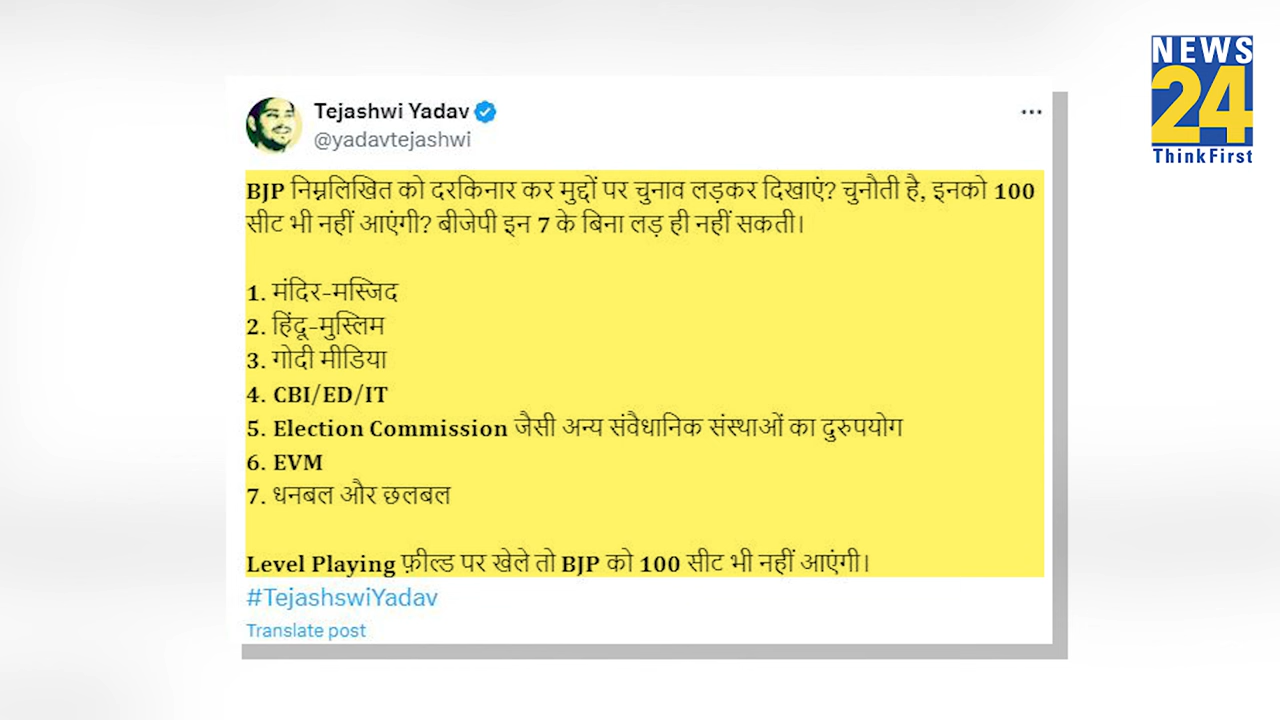 NEWS
24
ThinkFirst
Tejashwi Yadav
@yadavtejashwi
BJP निम्नलिखित को दरकिनार कर मुद्दों पर चुनाव लड़कर दिखाएं? चुनौती है, इनको 100
सीट भी नहीं आएंगी? बीजेपी इन 7 के बिना लड़ ही नहीं सकती।
1. मंदिर-मस्जिद
2. हिंदू-मुस्लिम
3. गोदी मीडिया
4. CBI/ED/IT
5. Election Commission जैसी अन्य संवैधानिक संस्थाओं का दुरुपयोग
6. EVM
7. धनबल और छलबल
Level Playing फ़ील्ड पर खेले तो BJP को 100 सीट भी नहीं आएंगी।
#TejashswiYadav
Translate post